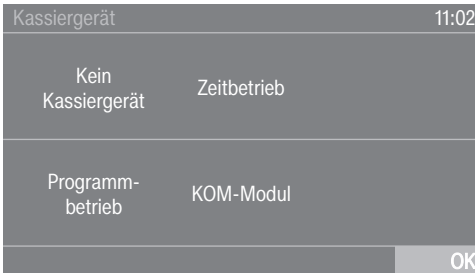 Kassiergerät 11:02
Kein
Kassiergerät
Zeitbetrieb
Programm-
betrieb
KOM-Modul
OK